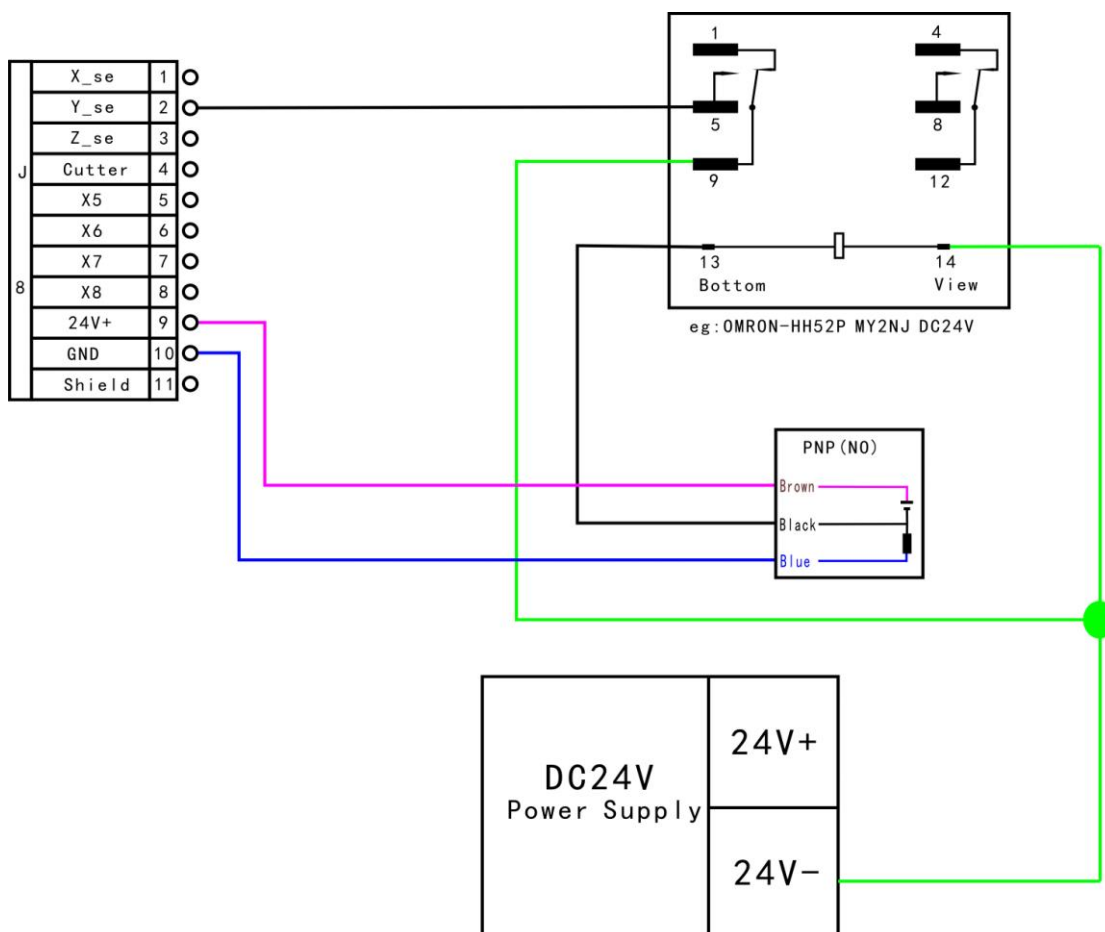 J 8
X_se 1
Y_se 2
Z_se 3
Cutter 4
X5 5
X6 6
X7 7
X8 8
24V+ 9
GND 10
Shield 11
1 4
5 8
9 12
13 14
Bottom View
eg:OMRON-HH52P MY2NJ DC24V
PNP(NO)
Brown
Black
Blue
DC24V
Power Supply
24V+
24V-